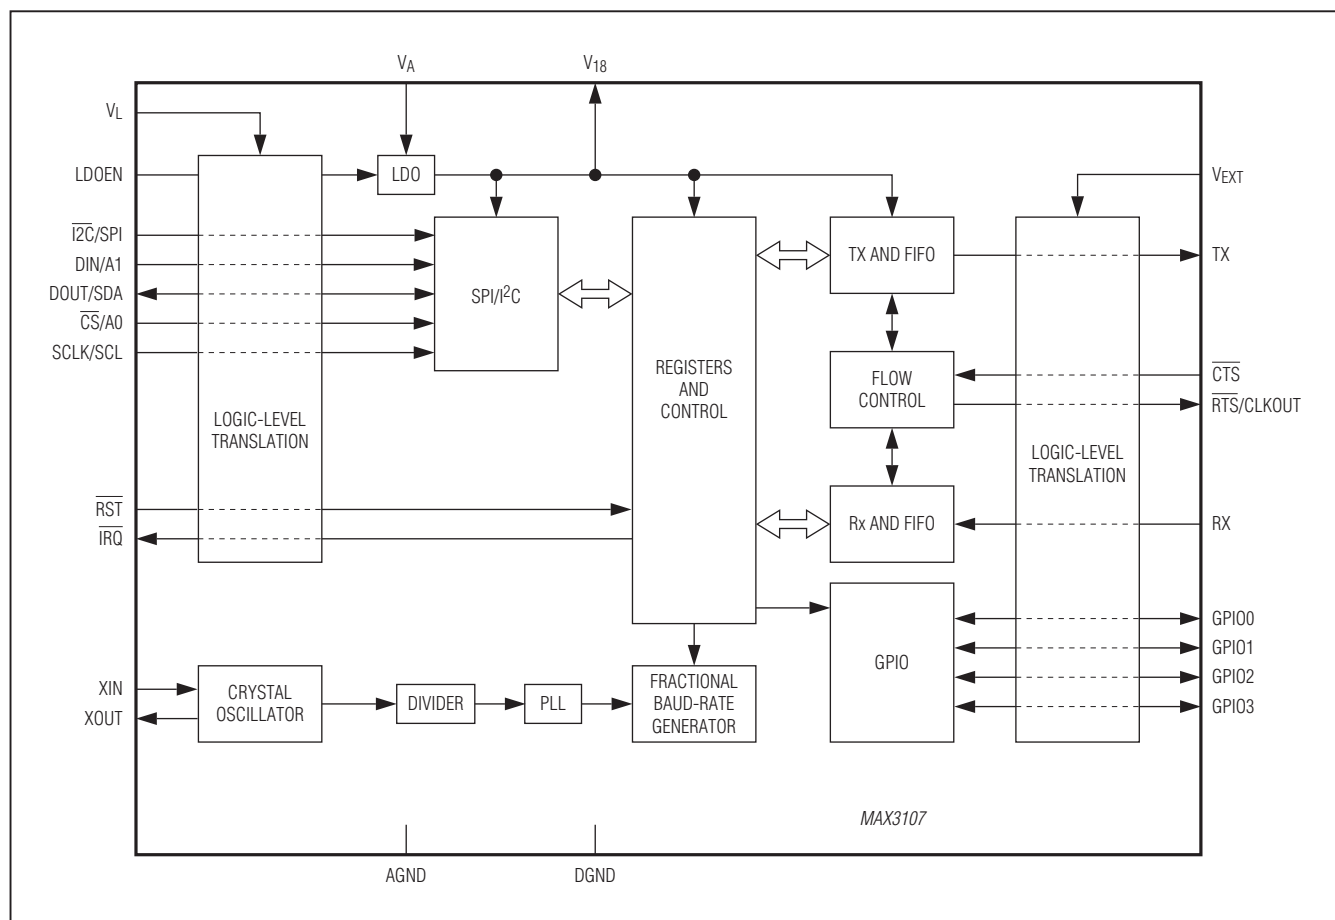 VA
V18
VL
LDOEN
LDO
VEXT
I2C/SPI
DIN/A1
DOUT/SDA
CS/A0
SCLK/SCL
SPI/I²C
TX AND FIFO
TX
REGISTERS
AND
CONTROL
FLOW
CONTROL
CTS
RTS/CLKOUT
LOGIC-LEVEL
TRANSLATION
LOGIC-LEVEL
TRANSLATION
RST
IRQ
Rx AND FIFO
RX
GPIO
GPIO0
GPIO1
GPIO2
GPIO3
XIN
XOUT
CRYSTAL
OSCILLATOR
DIVIDER
PLL
FRACTIONAL
BAUD-RATE
GENERATOR
MAX3107
AGND
DGND